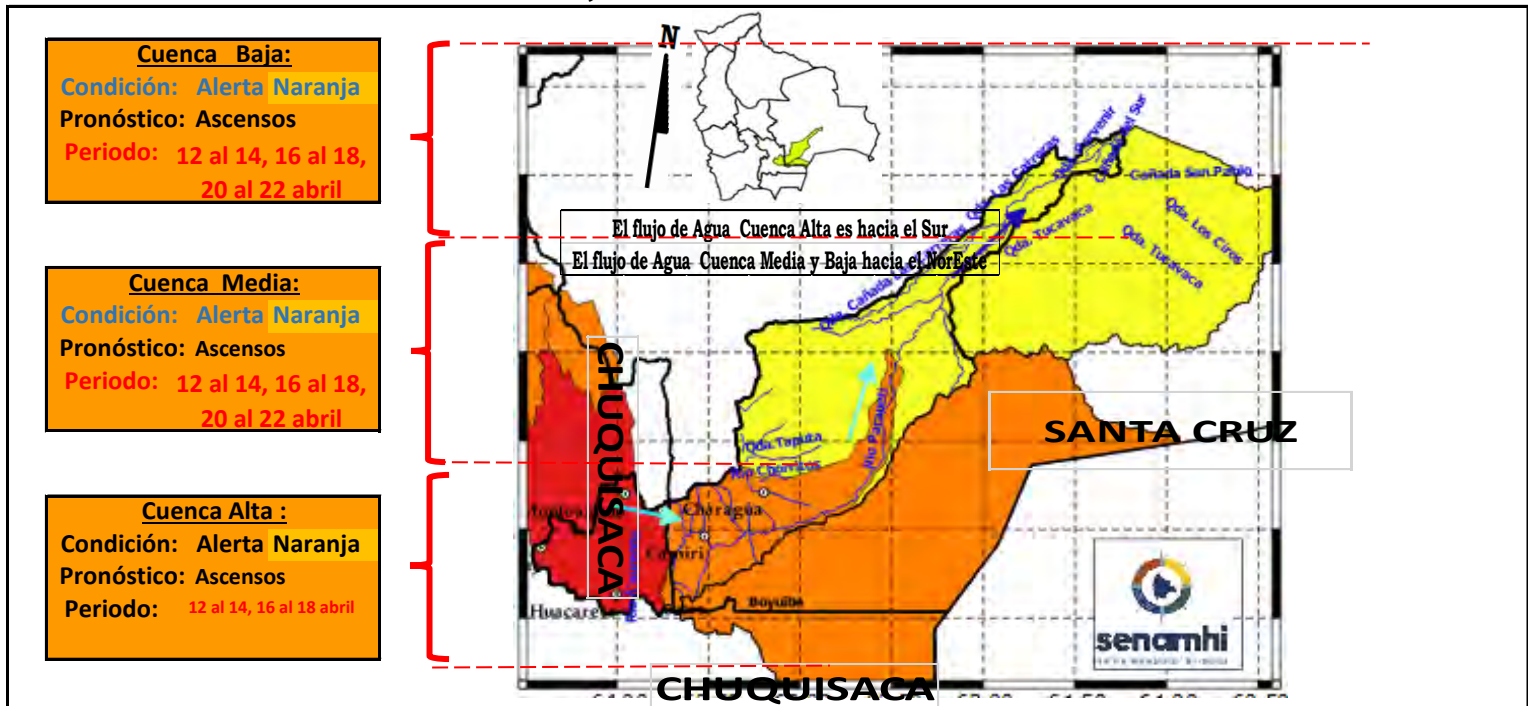 Cuenca Baja:
Condición: Alerta Naranja
Pronóstico: Ascensos
Periodo: 12 al 14, 16 al 18,
20 al 22 abril
Cuenca Media:
Condición: Alerta Naranja
Pronóstico: Ascensos
Periodo: 12 al 14, 16 al 18,
20 al 22 abril
Cuenca Alta :
Condición: Alerta Naranja
Pronóstico: Ascensos
Periodo: 12 al 14, 16 al 18 abril
N
El flujo de Agua Cuenca Alta es hacia el Sur
El flujo de Agua Cuenca Media y Baja hacia el NorEste
Cañada San Pablo
Qda. Los Ciros
Qda. Tucavaca
Qda. Tucavaca
Qda. Taputa
Rio Chorritos
Rio Parapeti
Charagua
Boyuibe
CHUQUISACA
SANTA CRUZ
CHUQUISACA
senamhi